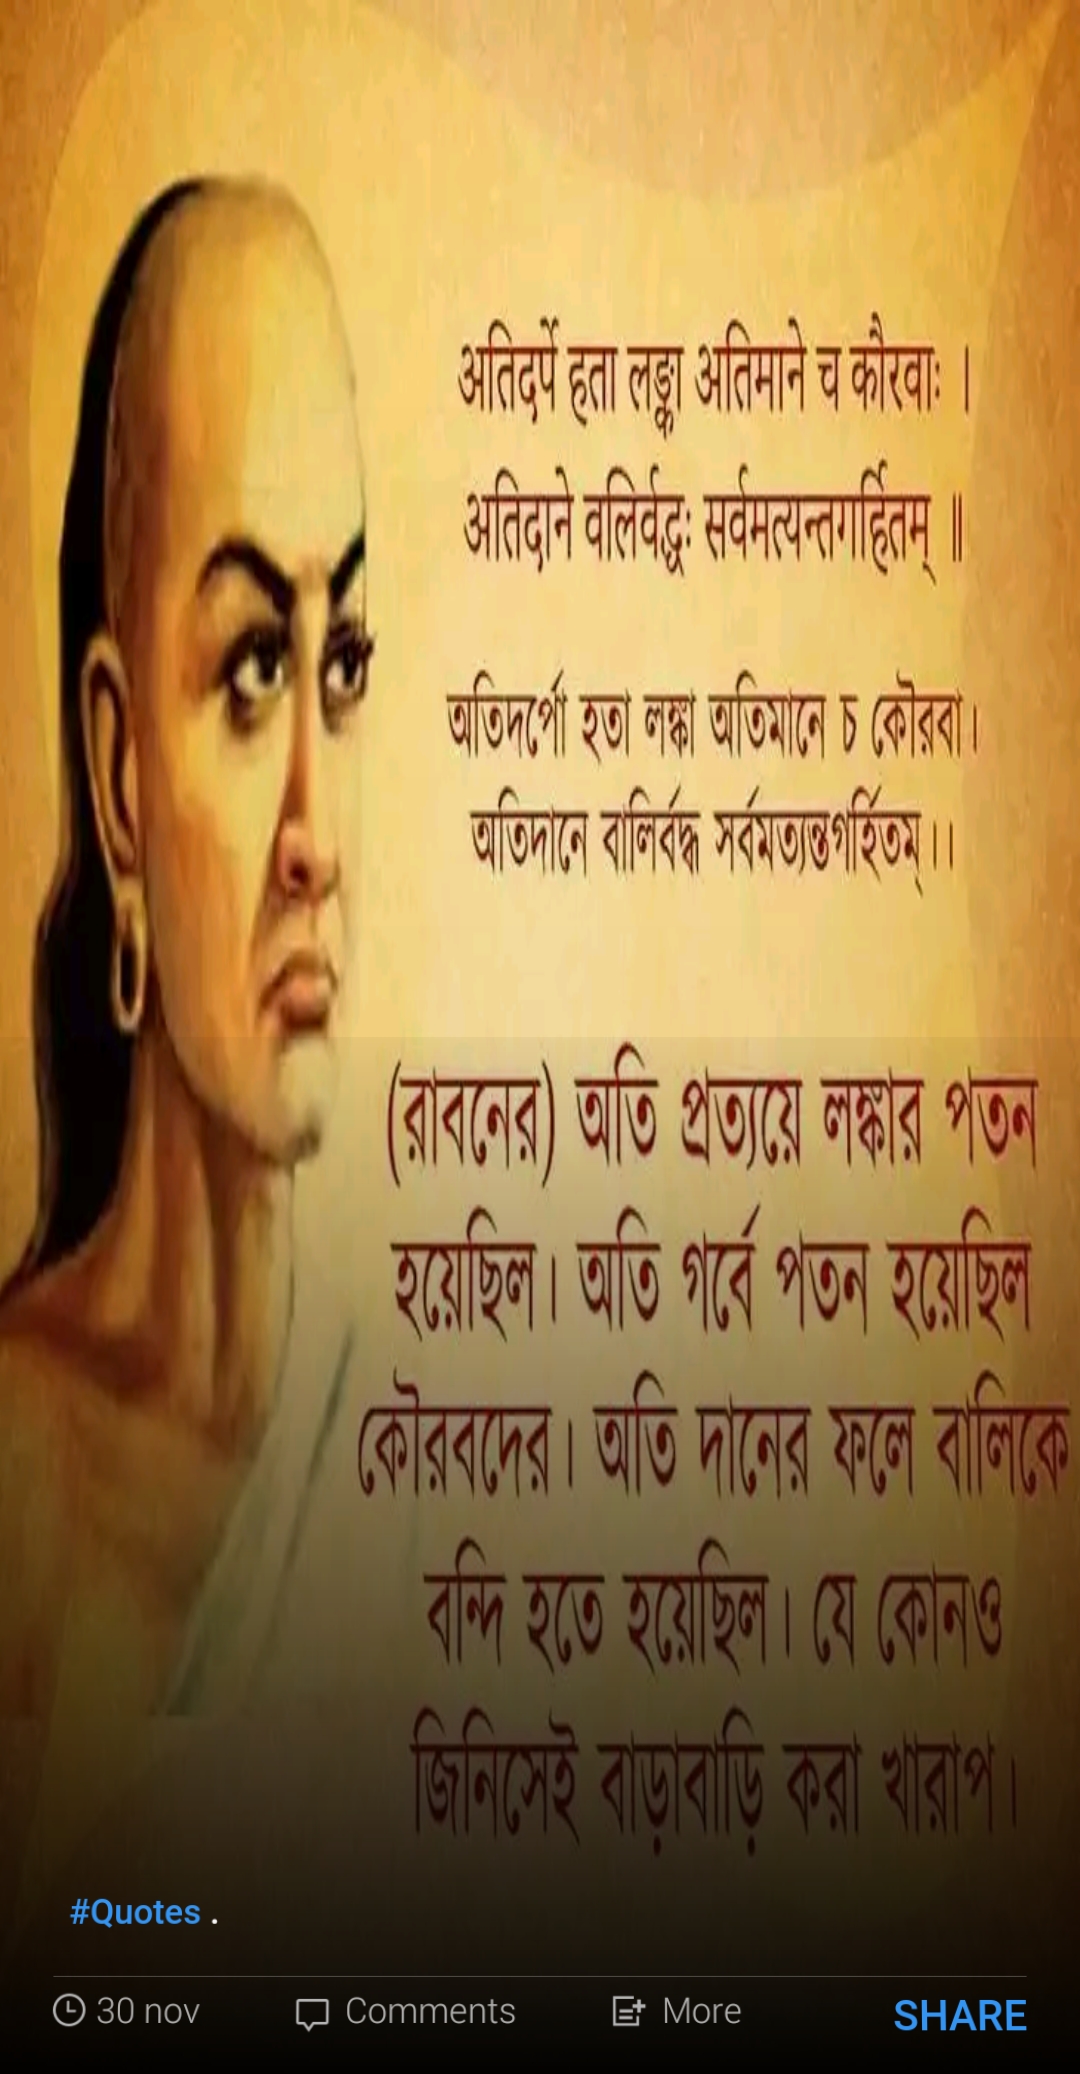 अतिदर्पे हता लङ्का अतिमाने च कौरवाः ।
अतिदाने वलिर्वद्धः सर्वमत्यन्तगर्हितम् ॥
অতিদর্পো হতা লঙ্কা অতিমানে চ কৌরবা।
অতিদানে বালির্বদ্ধ সর্বমত্যন্তগর্হিতম্।।
(রাবনের) অতি প্রত্যয়ে লঙ্কার পতন
হয়েছিল। অতি গর্বে পতন হয়েছিল
কৌরবদের। অতি দানের ফলে বালিকে
বন্দি হতে হয়েছিল। যে কোনও
জিনিসেই বাড়াবাড়ি করা খারাপ।
#Quotes .
30 nov Comments More SHARE